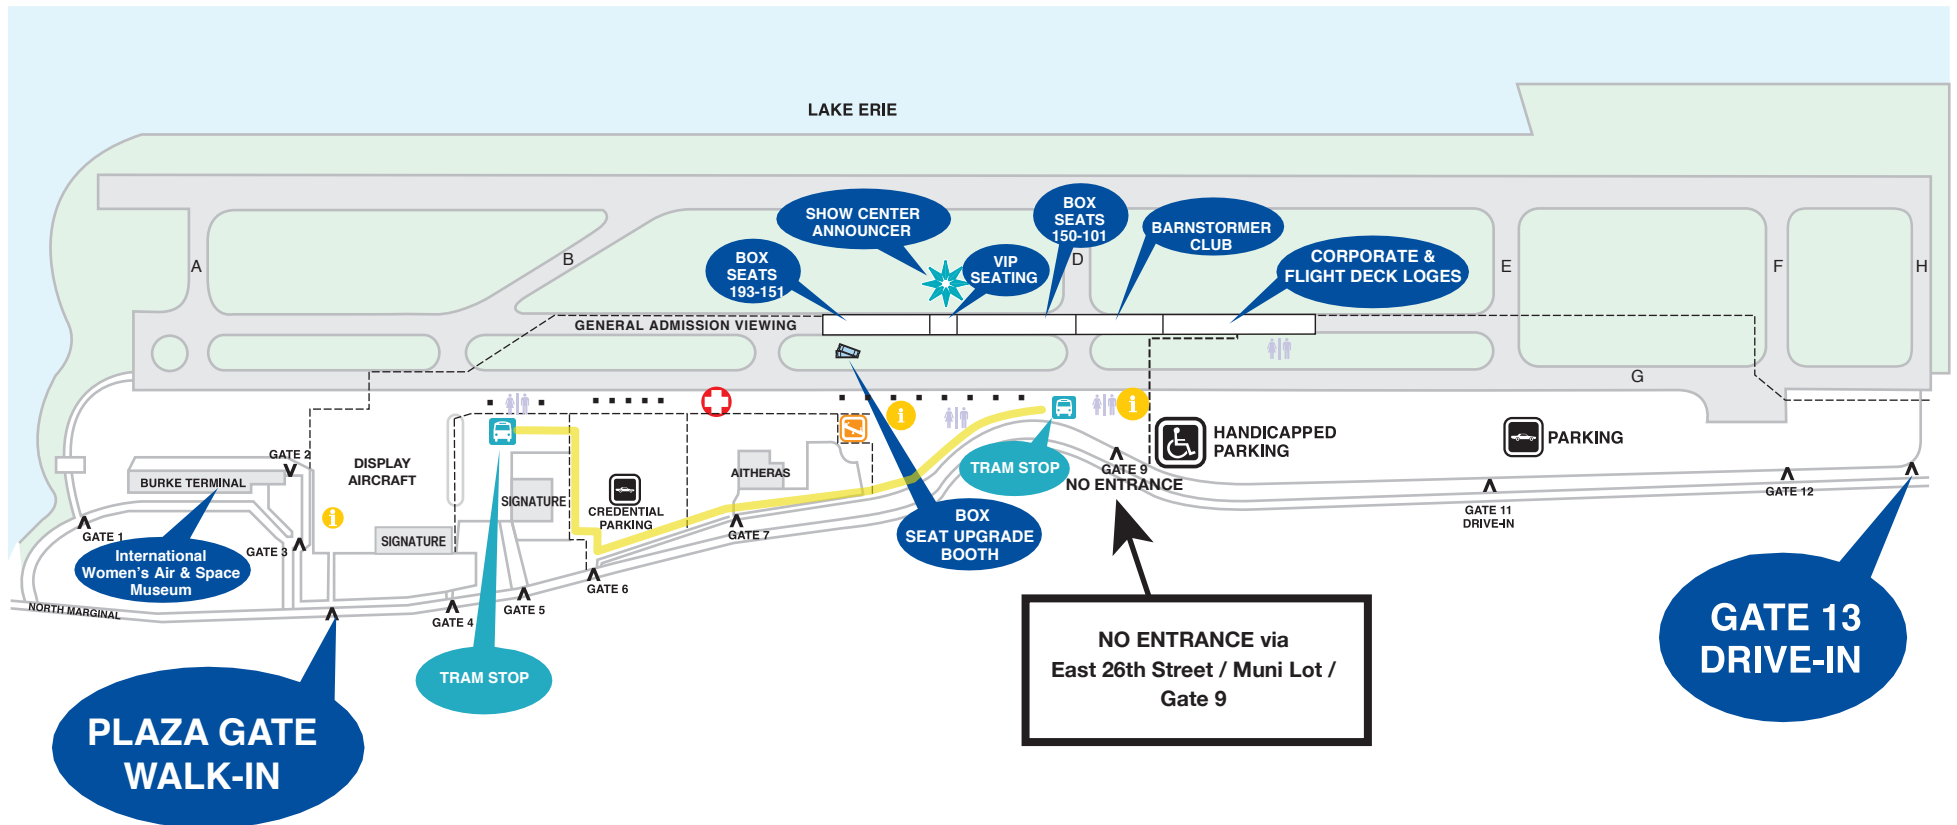 LAKE ERIE
A
B
D
E
F
H
G
SHOW CENTER
ANNOUNCER
BOX
SEATS
150-101
BARNSTORMER
CLUB
BOX
SEATS
193-151
VIP
SEATING
CORPORATE &
FLIGHT DECK LOGES
GENERAL ADMISSION VIEWING
i
i
i
HANDICAPPED
PARKING
PARKING
GATE 2
DISPLAY
AIRCRAFT
BURKE TERMINAL
AITHERAS
TRAM STOP
GATE 9
NO ENTRANCE
SIGNATURE
CREDENTIAL
PARKING
GATE 12
GATE 11
DRIVE-IN
GATE 1
GATE 3
SIGNATURE
GATE 7
BOX
SEAT UPGRADE
BOOTH
International
Women's Air & Space
Museum
NORTH MARGINAL
GATE 4
GATE 5
GATE 6
TRAM STOP
NO ENTRANCE via
East 26th Street / Muni Lot /
Gate 9
GATE 13
DRIVE-IN
PLAZA GATE
WALK-IN